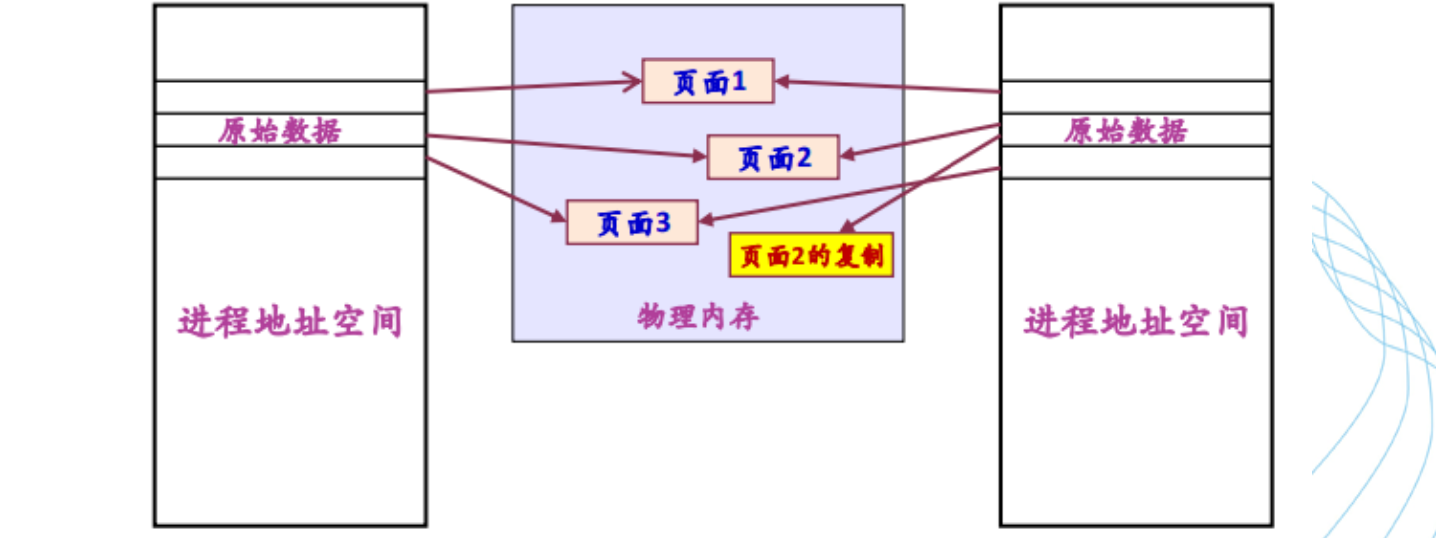 页面1
原始数据
原始数据
页面2
页面3
页面2的复制
进程地址空间
物理内存
进程地址空间